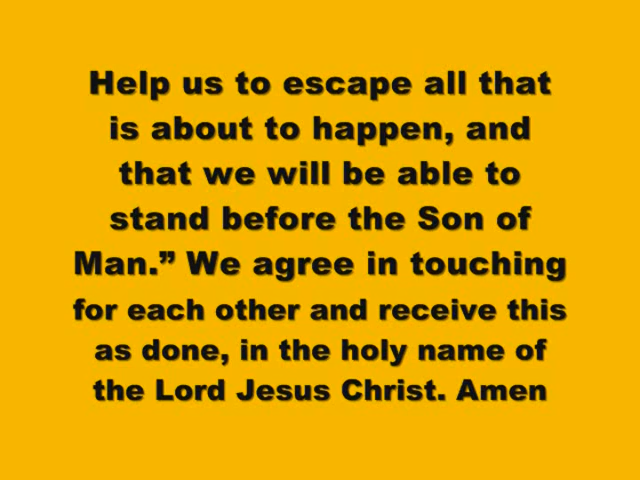 Help us to escape all that
is about to happen, and
that we will be able to
stand before the Son of
Man.” We agree in touching
for each other and receive this
as done, in the holy name of
the Lord Jesus Christ. Amen